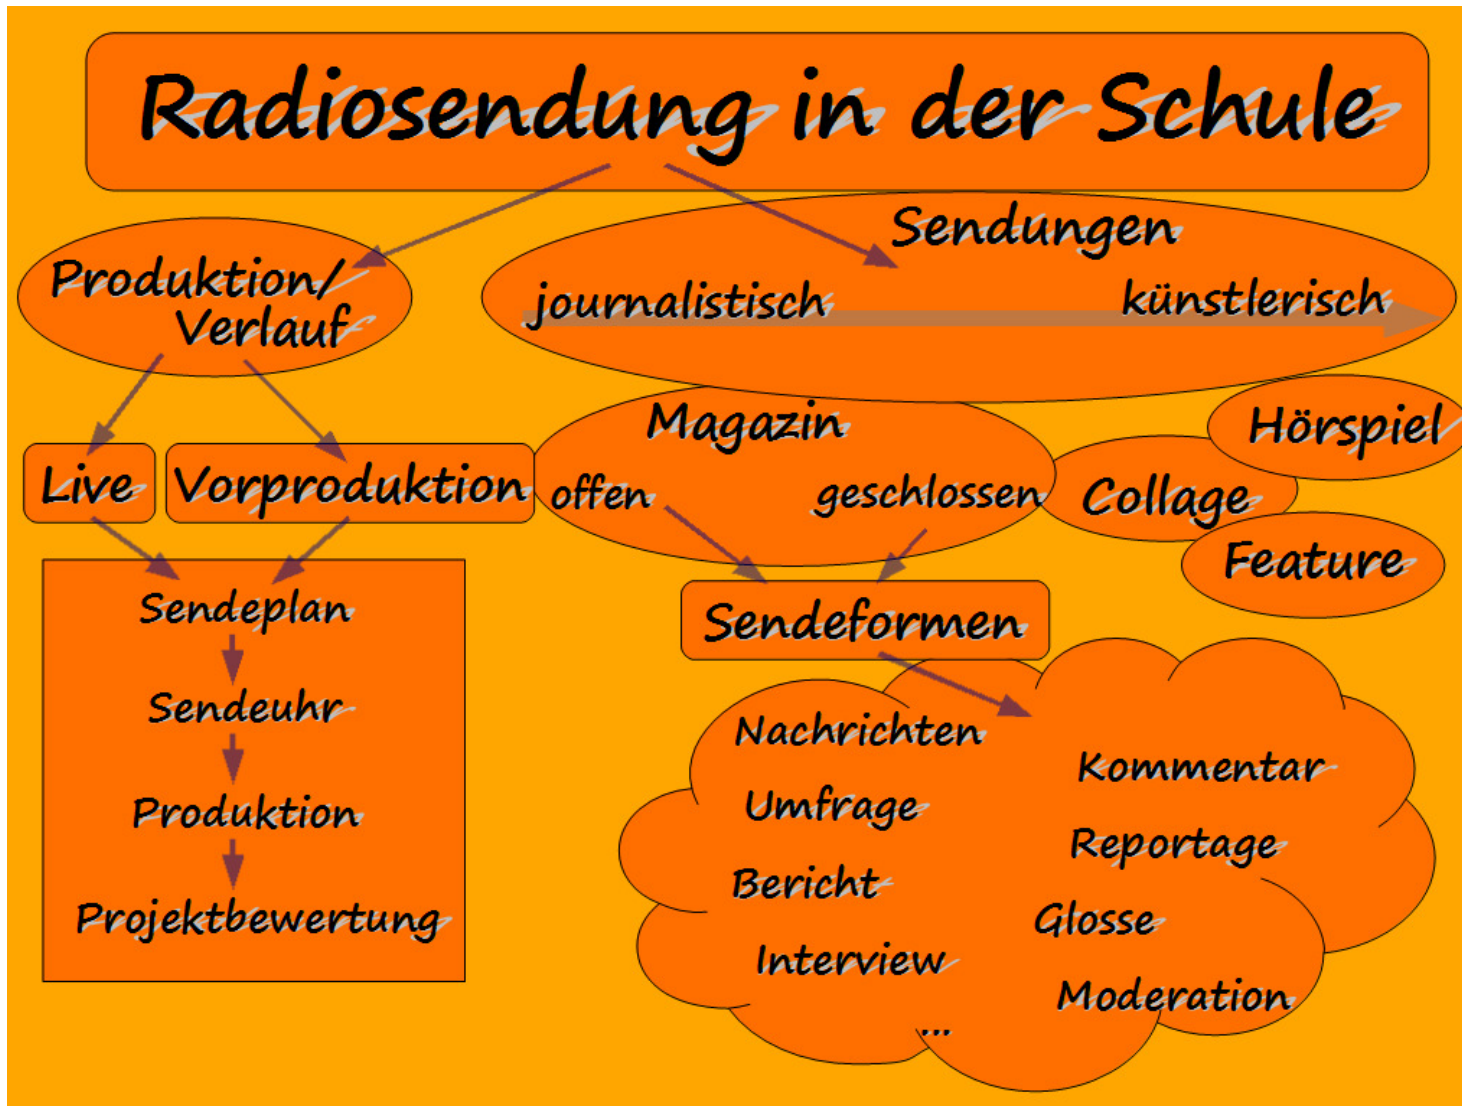 Radiosendung in der Schule
Produktion/
Verlauf
Live
Vorproduktion
Sendeplan
Sendeuhr
Produktion
Projektbewertung
Sendungen
journalistisch
künstlerisch
Magazin
offen
geschlossen
Collage
Hörspiel
Feature
Sendeformen
Nachrichten
Umfrage
Bericht
Interview
...
Kommentar
Reportage
Glosse
Moderation